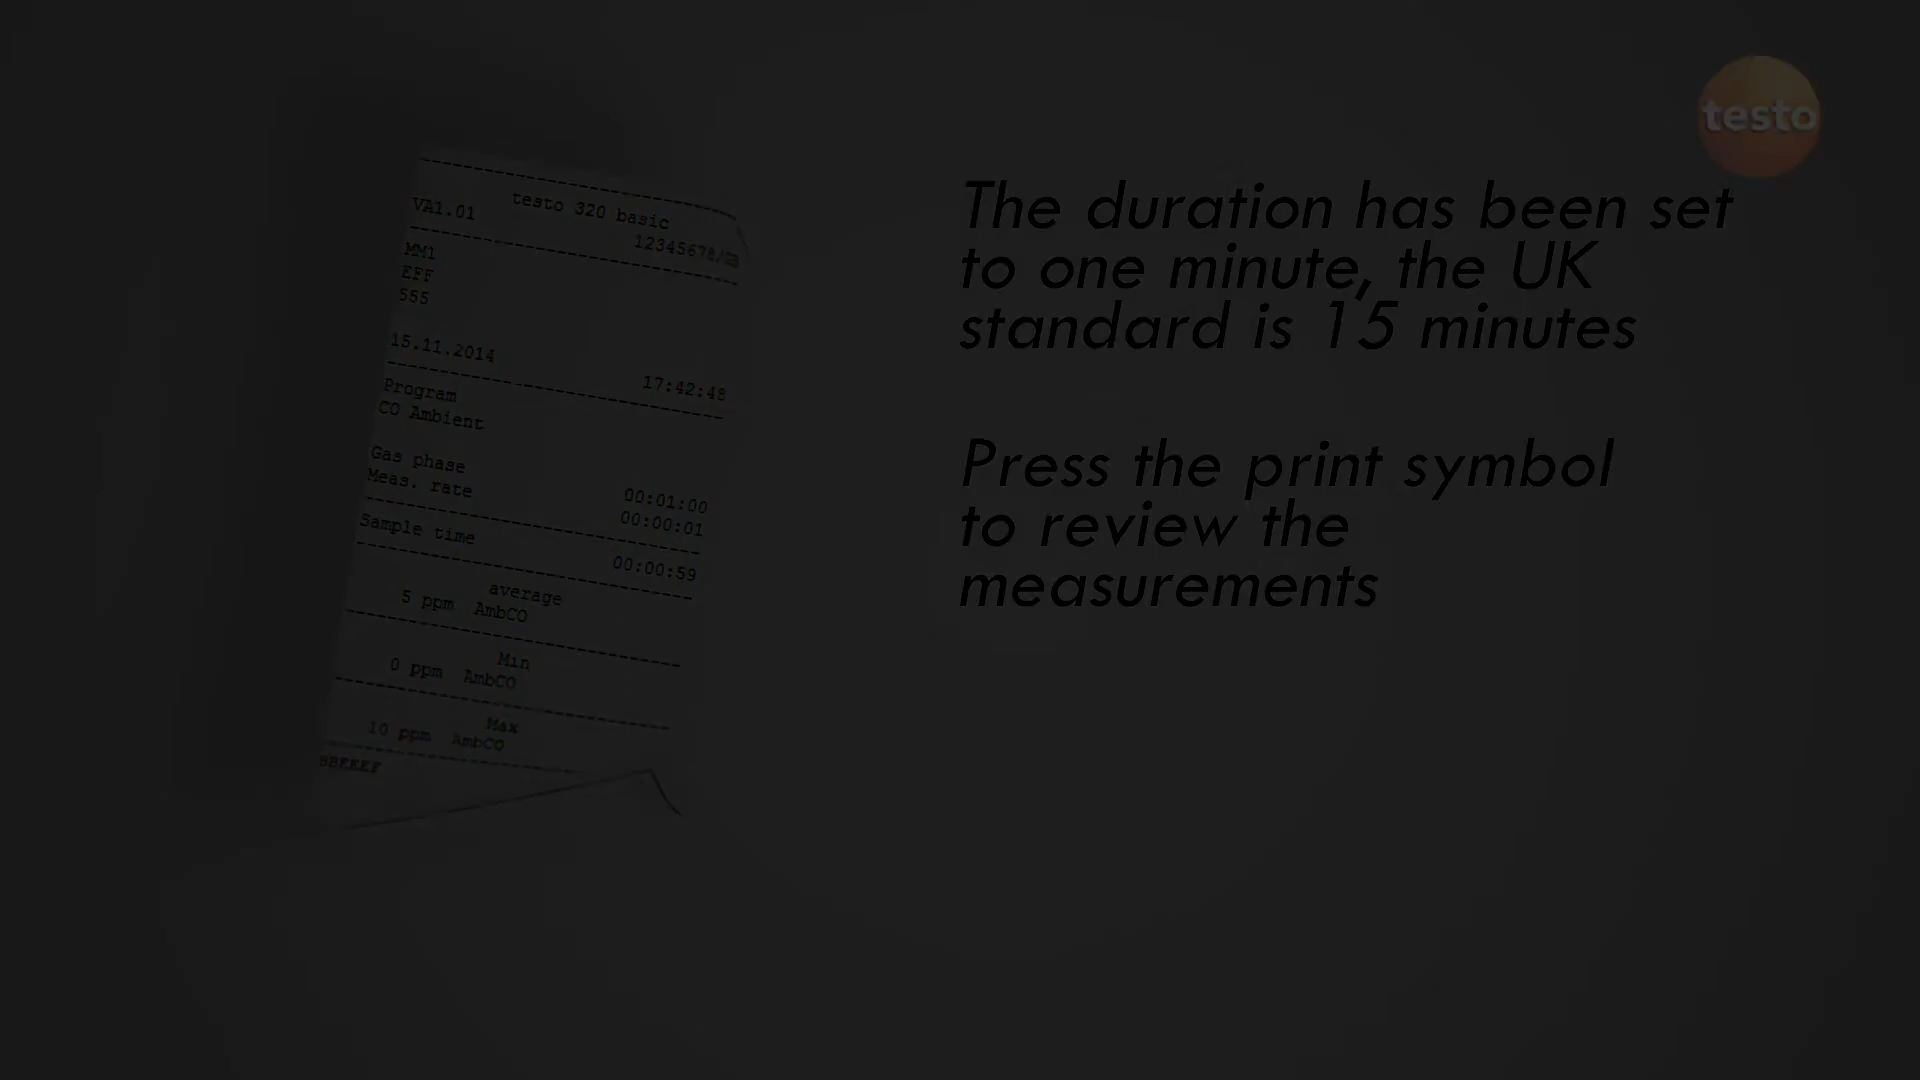 testo
The duration has been set
to one minute, the UK
standard is 15 minutes
Press the print symbol
to review the
measurements
testo 320 basic
VA1.01
12345678/GB
MM1
EFF
555
15.11.2014
17:42:48
Program
CO Ambient
Gas phase 00:01:00
Meas. rate 00:00:01
Sample time 00:00:59
average
5 ppm AmbCO
Min
0 ppm AmbCO
Max
10 ppm AmbCO